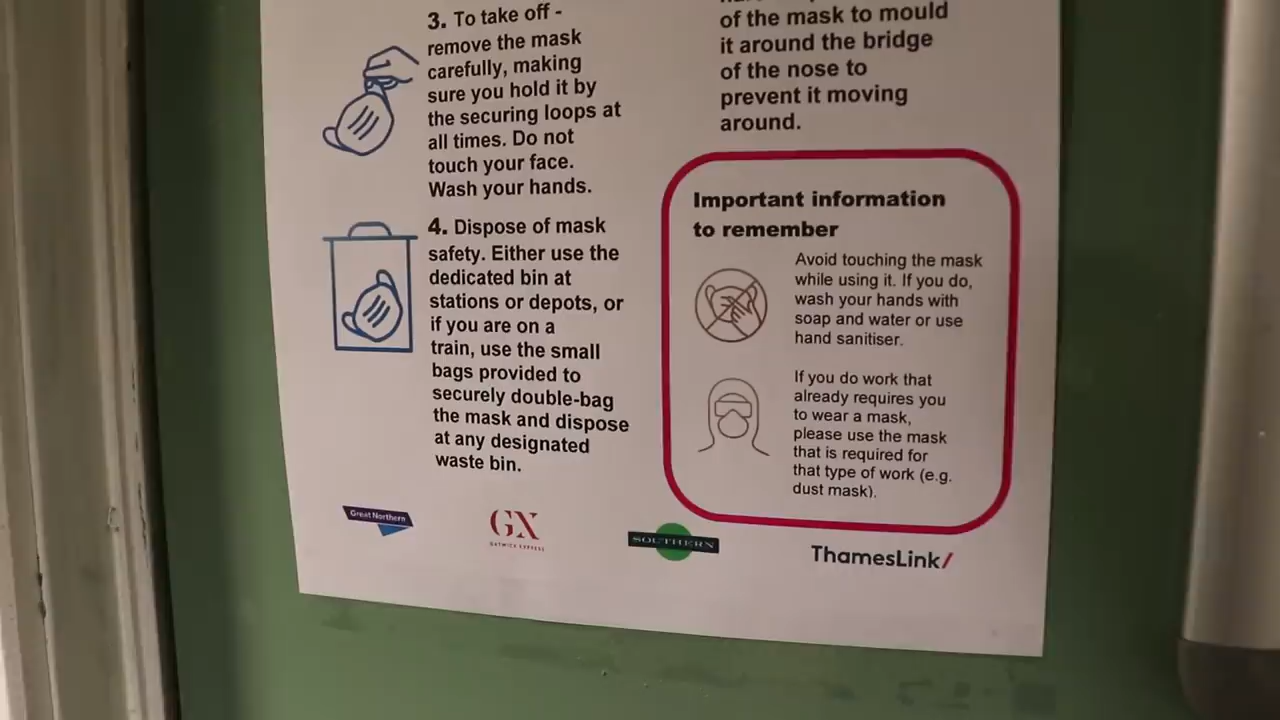 3. To take off -
remove the mask
carefully, making
sure you hold it by
the securing loops at
all times. Do not
touch your face.
Wash your hands.
4. Dispose of mask
safety. Either use the
dedicated bin at
stations or depots, or
if you are on a
train, use the small
bags provided to
securely double-bag
the mask and dispose
at any designated
waste bin.
of the mask to mould
it around the bridge
of the nose to
prevent it moving
around.
Important information
to remember
Avoid touching the mask
while using it. If you do,
wash your hands with
soap and water or use
hand sanitiser.
If you do work that
already requires you
to wear a mask,
please use the mask
that is required for
that type of work (e.g.
dust mask).
Great Northern
GX
GATWICK EXPRESS
SOUTHERN
ThamesLink/